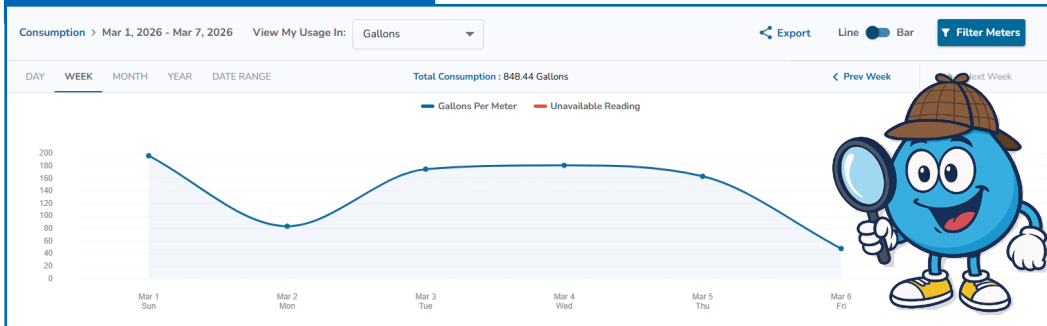 Consumption > Mar 1, 2026 - Mar 7, 2026 View My Usage In: Gallons Export Line Bar Filter Meters
DAY WEEK MONTH YEAR DATE RANGE Total Consumption : 848.44 Gallons < Prev Week Week
Gallons Per Meter Unavailable Reading
200
180
160
140
120
100
80
60
40
20
0
Mar 1 Mar 2 Mar 3 Mar 4 Mar 5 Mar 6
Sun Mon Tue Wed Thu Fri